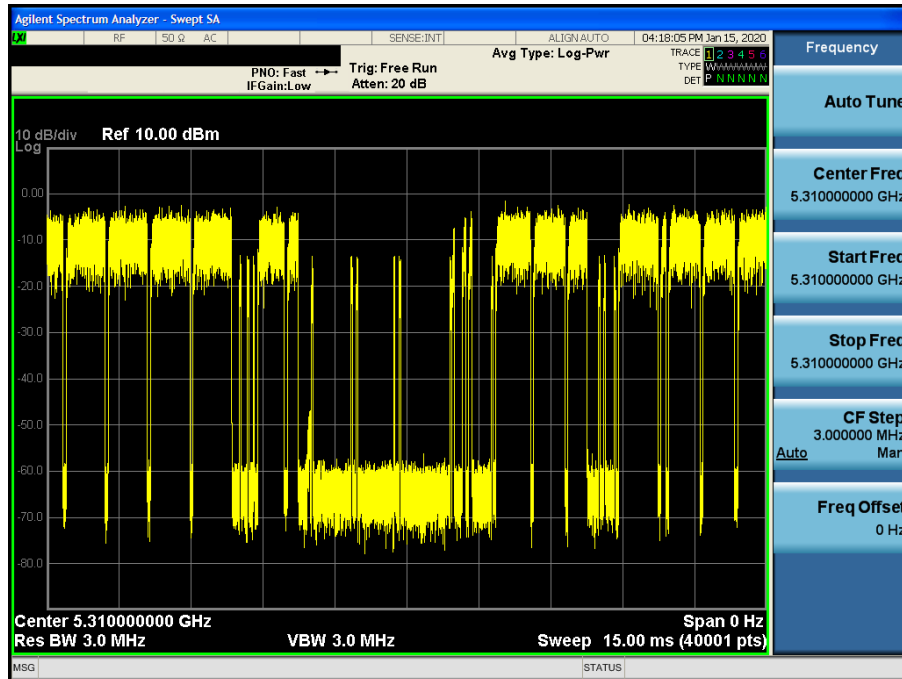 Agilent Spectrum Analyzer - Swept SA
LXI RF 50 Ω AC SENSE:INT ALIGNAUTO 04:18:05 PM Jan 15, 2020
Frequency
Avg Type: Log-Pwr TRACE 1 2 3 4 5 6
PNO: Fast Trig: Free Run TYPE WWWWWW
IFGain:Low Atten: 20 dB DET P N N N N N
Auto Tune
10 dB/div Ref 10.00 dBm
Log
Center Freq
5.310000000 GHz
Start Freq
5.310000000 GHz
Stop Freq
5.310000000 GHz
CF Step
3.000000 MHz
Auto Man
Freq Offset
0 Hz
0.00
-10.0
-20.0
-30.0
-40.0
-50.0
-60.0
-70.0
-80.0
Center 5.310000000 GHz Span 0 Hz
Res BW 3.0 MHz VBW 3.0 MHz Sweep 15.00 ms (40001 pts)
MSG STATUS